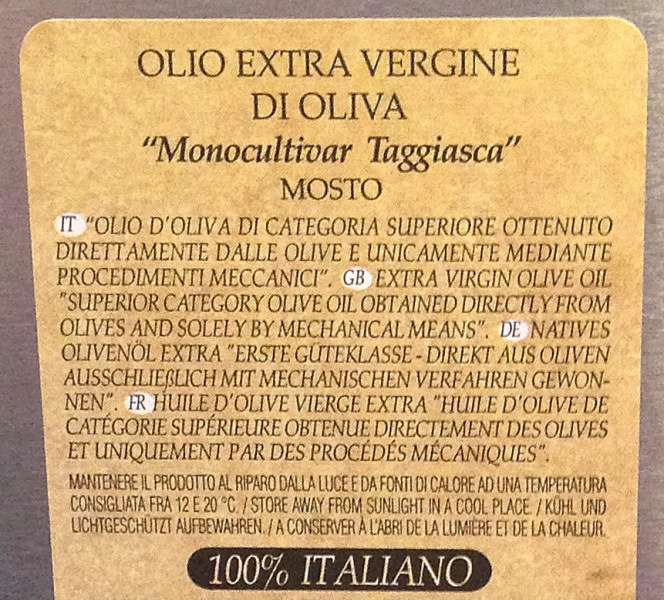 OLIO EXTRA VERGINE
DI OLIVA
"Monocultivar Taggiasca"
MOSTO
IT "OLIO D'OLIVA DI CATEGORIA SUPERIORE OTTENUTO
DIRETTAMENTE DALLE OLIVE E UNICAMENTE MEDIANTE
PROCEDIMENTI MECCANICI". GB EXTRA VIRGIN OLIVE OIL
"SUPERIOR CATEGORY OLIVE OIL OBTAINED DIRECTLY FROM
OLIVES AND SOLELY BY MECHANICAL MEANS". DE NATIVES
OLIVENÖL EXTRA "ERSTE GÜTEKLASSE - DIREKT AUS OLIVEN
AUSSCHLIEßLICH MIT MECHANISCHEN VERFAHREN GEWON-
NEN". FR HUILE D'OLIVE VIERGE EXTRA "HUILE D'OLIVE DE
CATÉGORIE SUPÉRIEURE OBTENUE DIRECTEMENT DES OLIVES
ET UNIQUEMENT PAR DES PROCÉDÉS MÉCANIQUES".
MANTENERE IL PRODOTTO AL RIPARO DALLA LUCE E DA FONTI DI CALORE AD UNA TEMPERATURA
CONSIGLIATA FRA 12 E 20 °C. / STORE AWAY FROM SUNLIGHT IN A COOL PLACE. / KÜHL UND
LICHTGESCHÜTZT AUFBEWAHREN. / A CONSERVER À L'ABRI DE LA LUMIÈRE ET DE LA CHALEUR.
100% ITALIANO